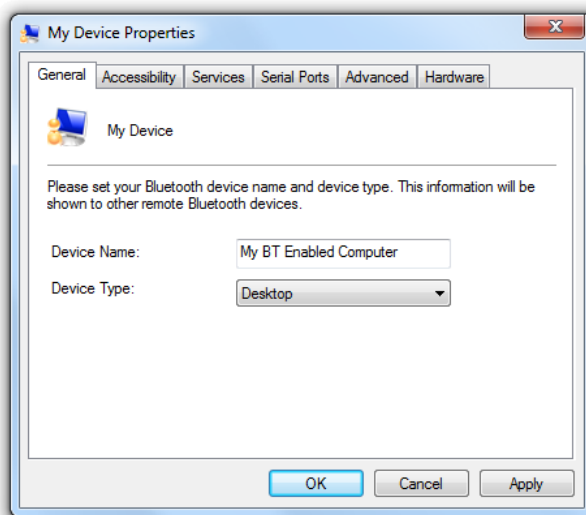 My Device Properties
General Accessibility Services Serial Ports Advanced Hardware
My Device
Please set your Bluetooth device name and device type. This information will be
shown to other remote Bluetooth devices.
Device Name: My BT Enabled Computer
Device Type: Desktop
OK Cancel Apply